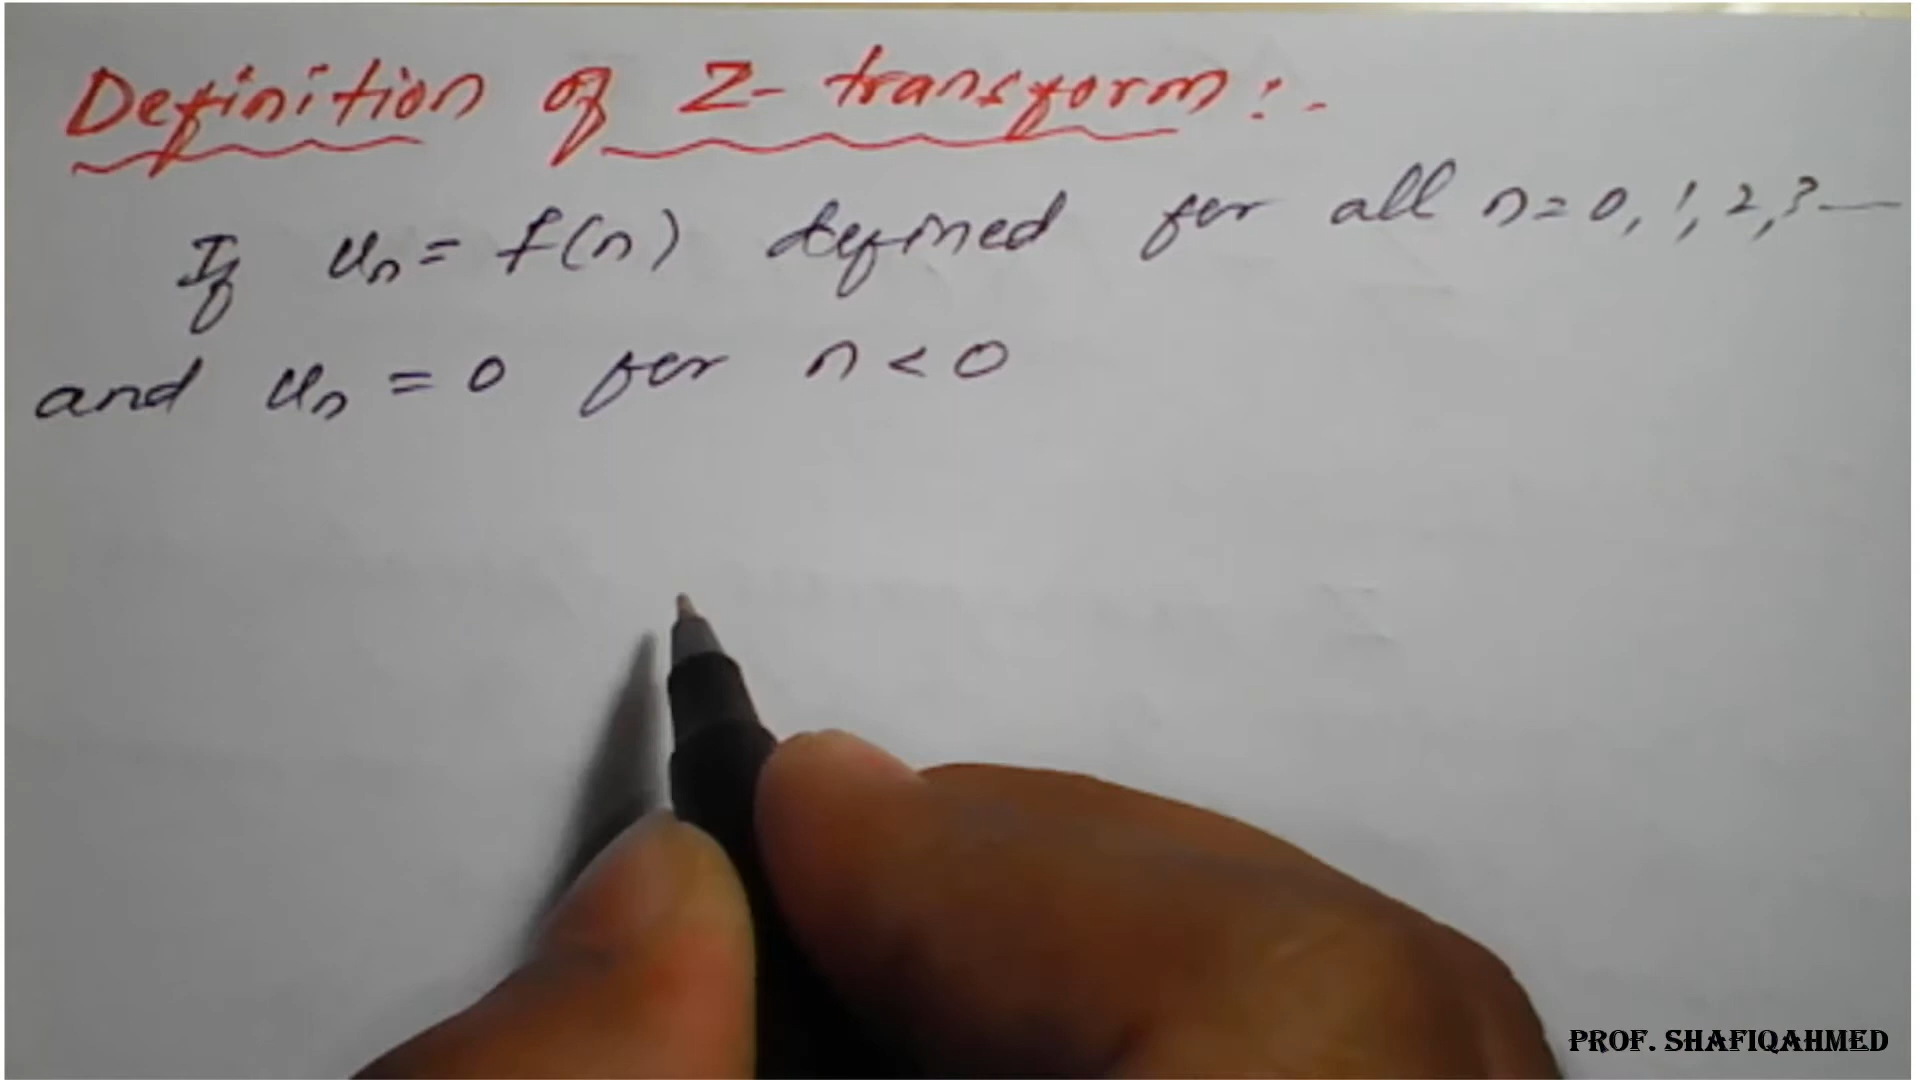 Definition of Z- transform:-
If un = f(n) defined for all n=0,1,2,3—
and un = 0 for n<0
PROF. SHAFIQAHMED